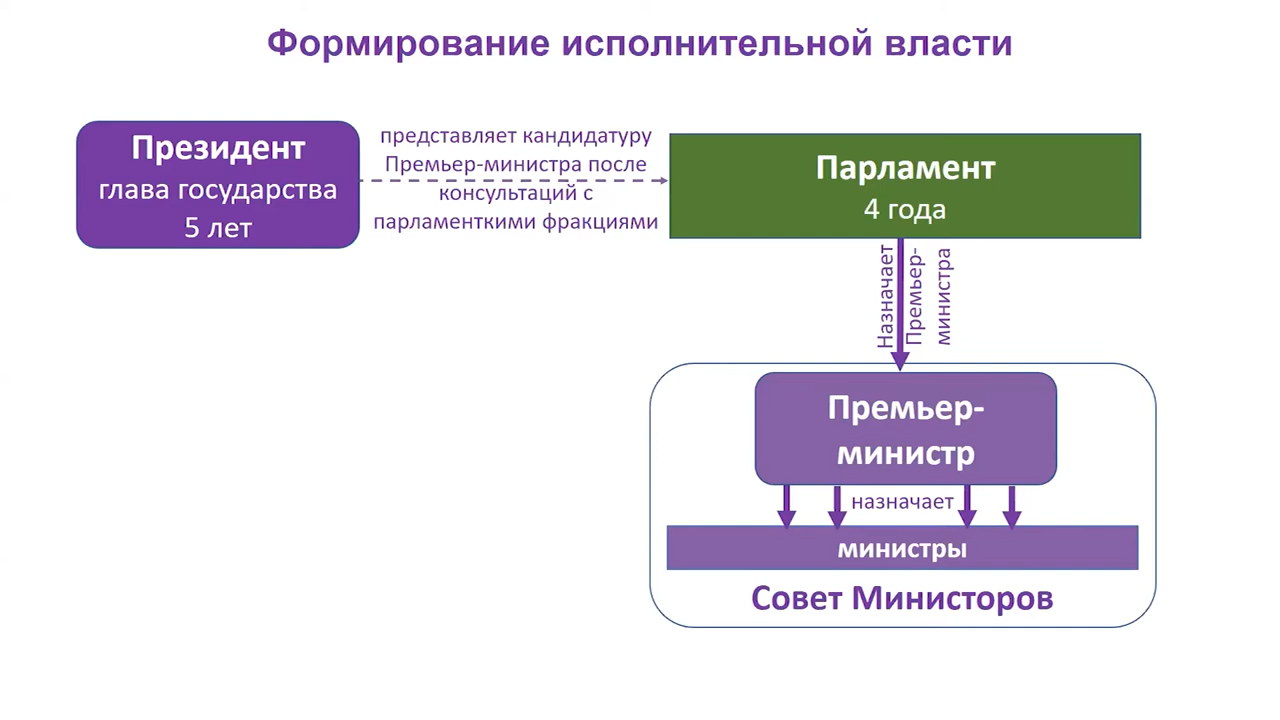 Формирование исполнительной власти
Президент
глава государства
5 лет
представляет кандидатуру
Премьер-министра после
консультаций с
парламенткими фракциями
Парламент
4 года
Назначает
Премьер-
министра
Премьер-
министр
назначает
министры
Совет Министоров